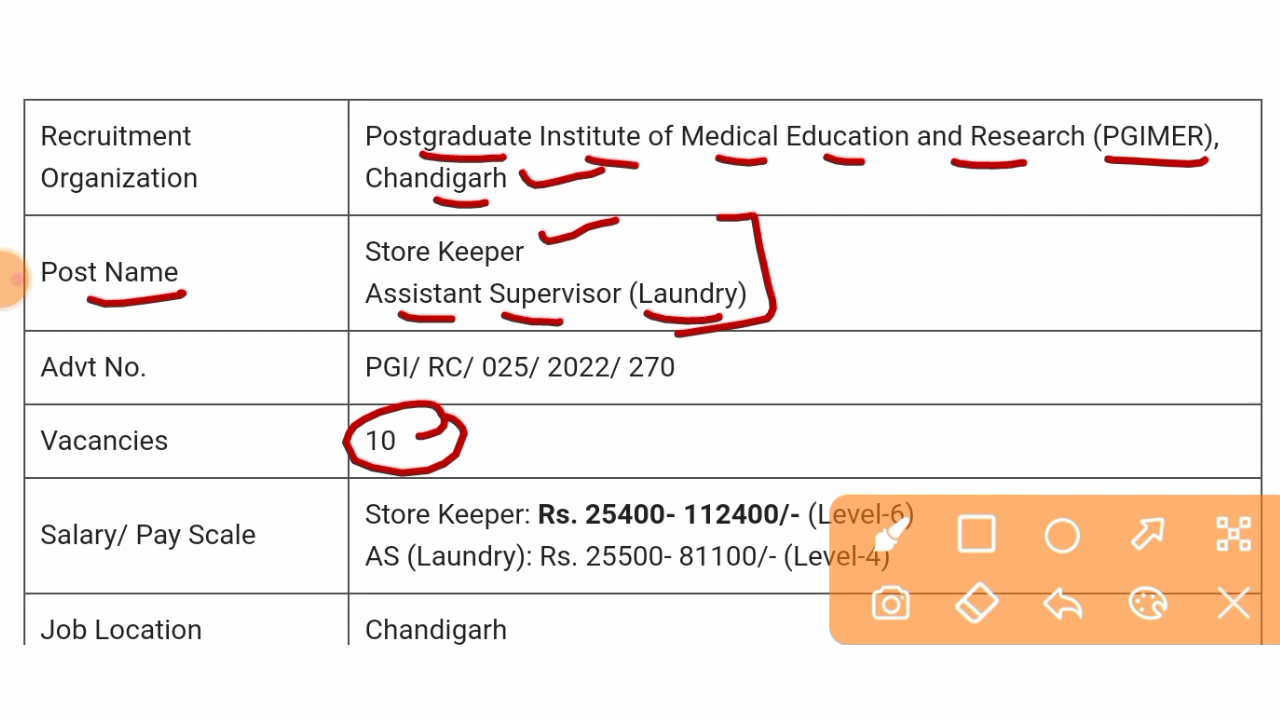 Recruitment Organization
Postgraduate Institute of Medical Education and Research (PGIMER), Chandigarh
Post Name
Store Keeper
Assistant Supervisor (Laundry)
Advt No.
PGI/ RC/ 025/ 2022/ 270
Vacancies
10
Salary/ Pay Scale
Store Keeper: Rs. 25400- 112400/- (Level-6)
AS (Laundry): Rs. 25500- 81100/- (Level-4)
Job Location
Chandigarh